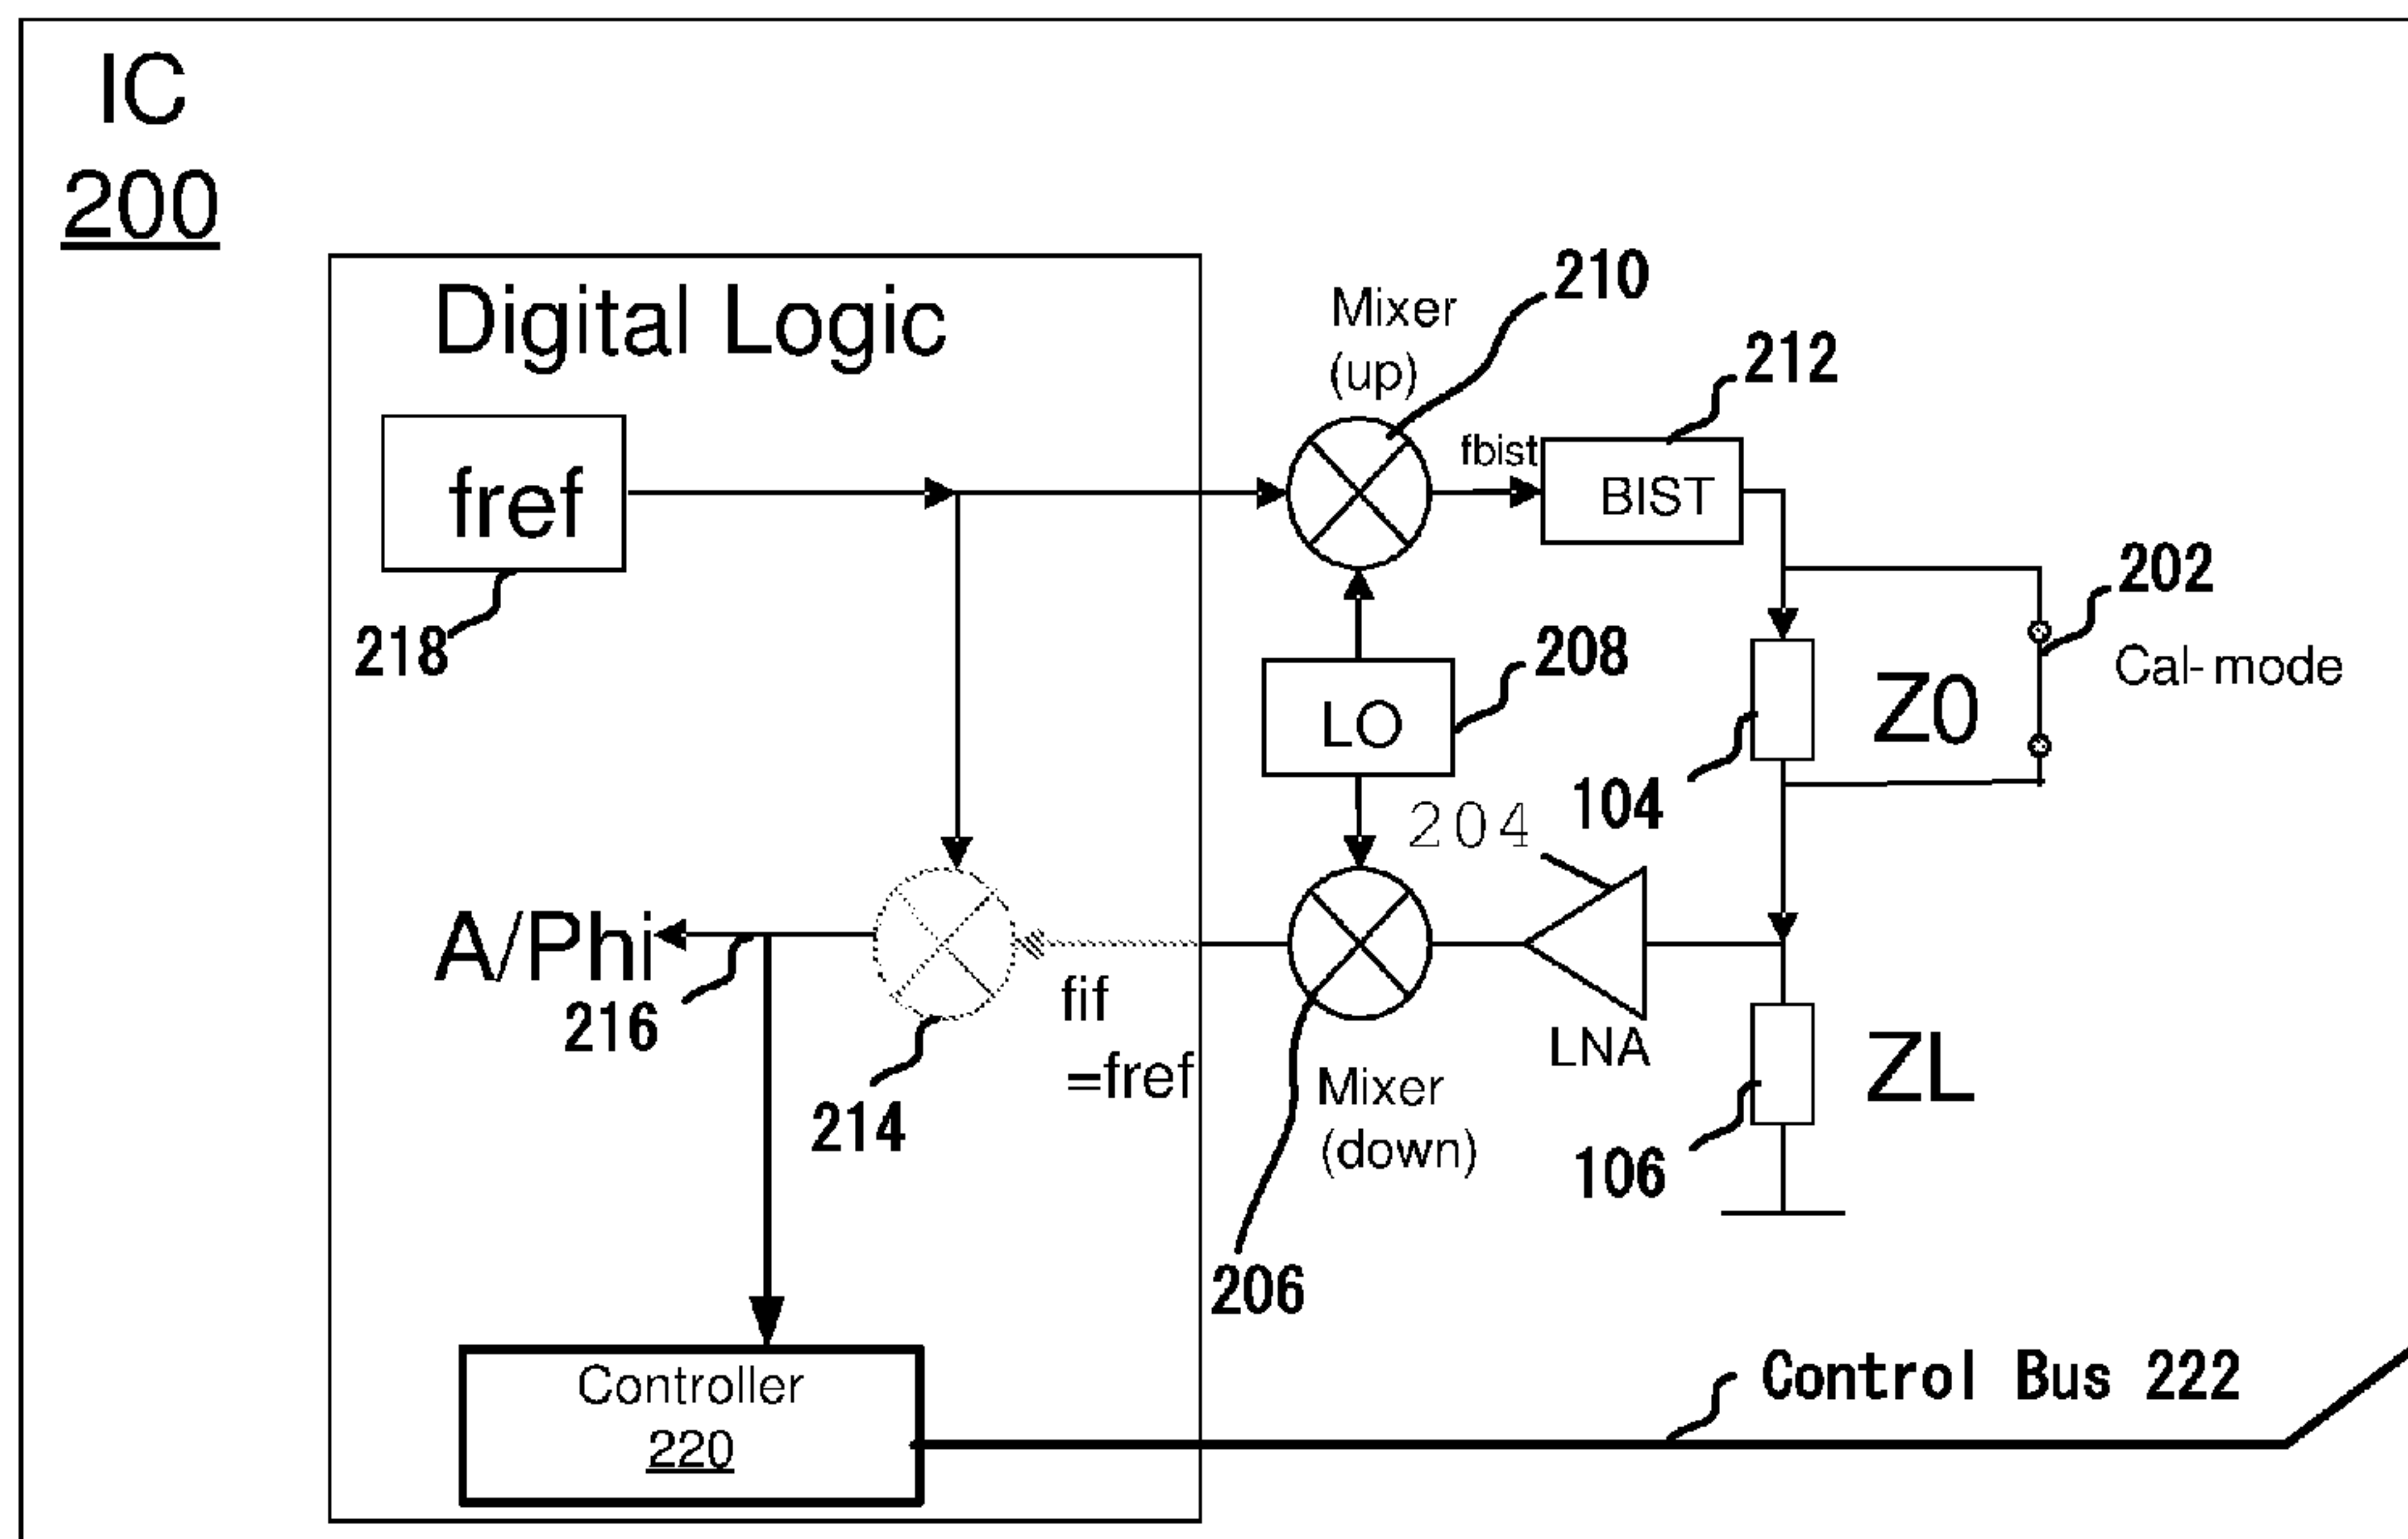 IC
200
Digital Logic
fref
218
Mixer
(up)
210
fbist
BIST
212
202
Cal-mode
LO
208
Z0
104
204
LNA
A/Phi
216
214
fif
=fref
Mixer
(down)
206
ZL
106
Controller
220
Control Bus 222